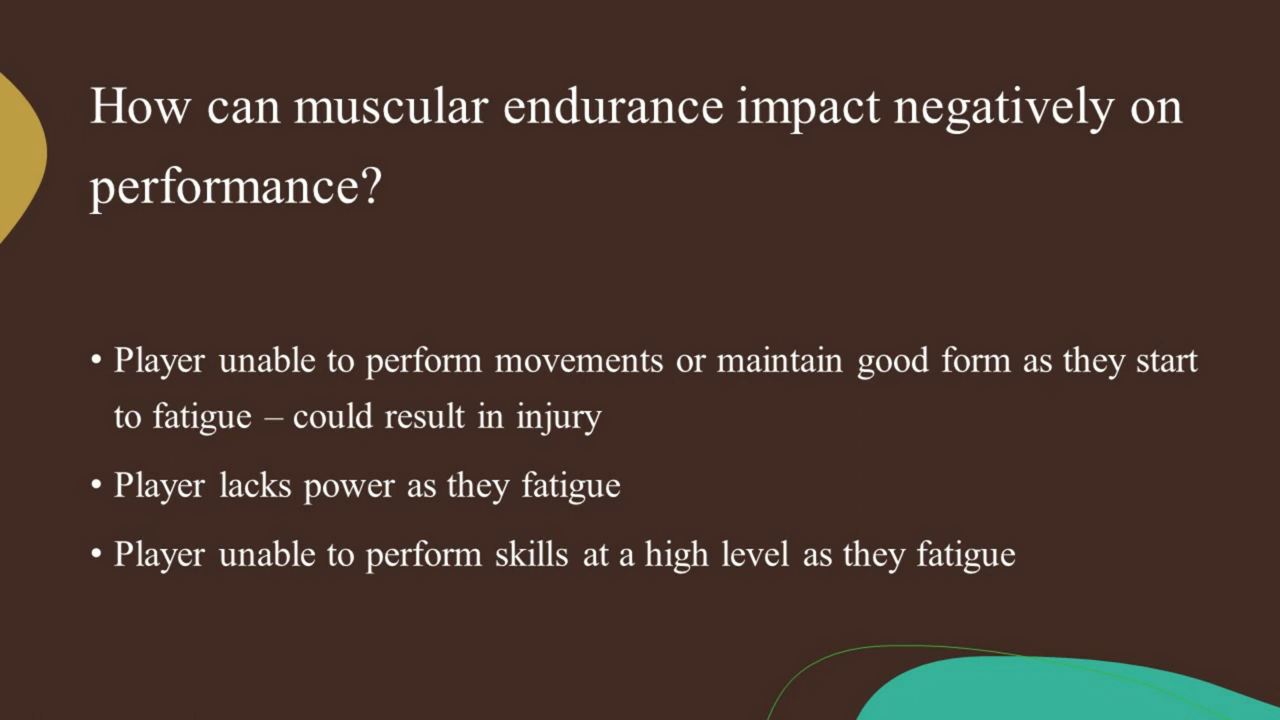 How can muscular endurance impact negatively on
performance?
• Player unable to perform movements or maintain good form as they start
to fatigue – could result in injury
• Player lacks power as they fatigue
• Player unable to perform skills at a high level as they fatigue